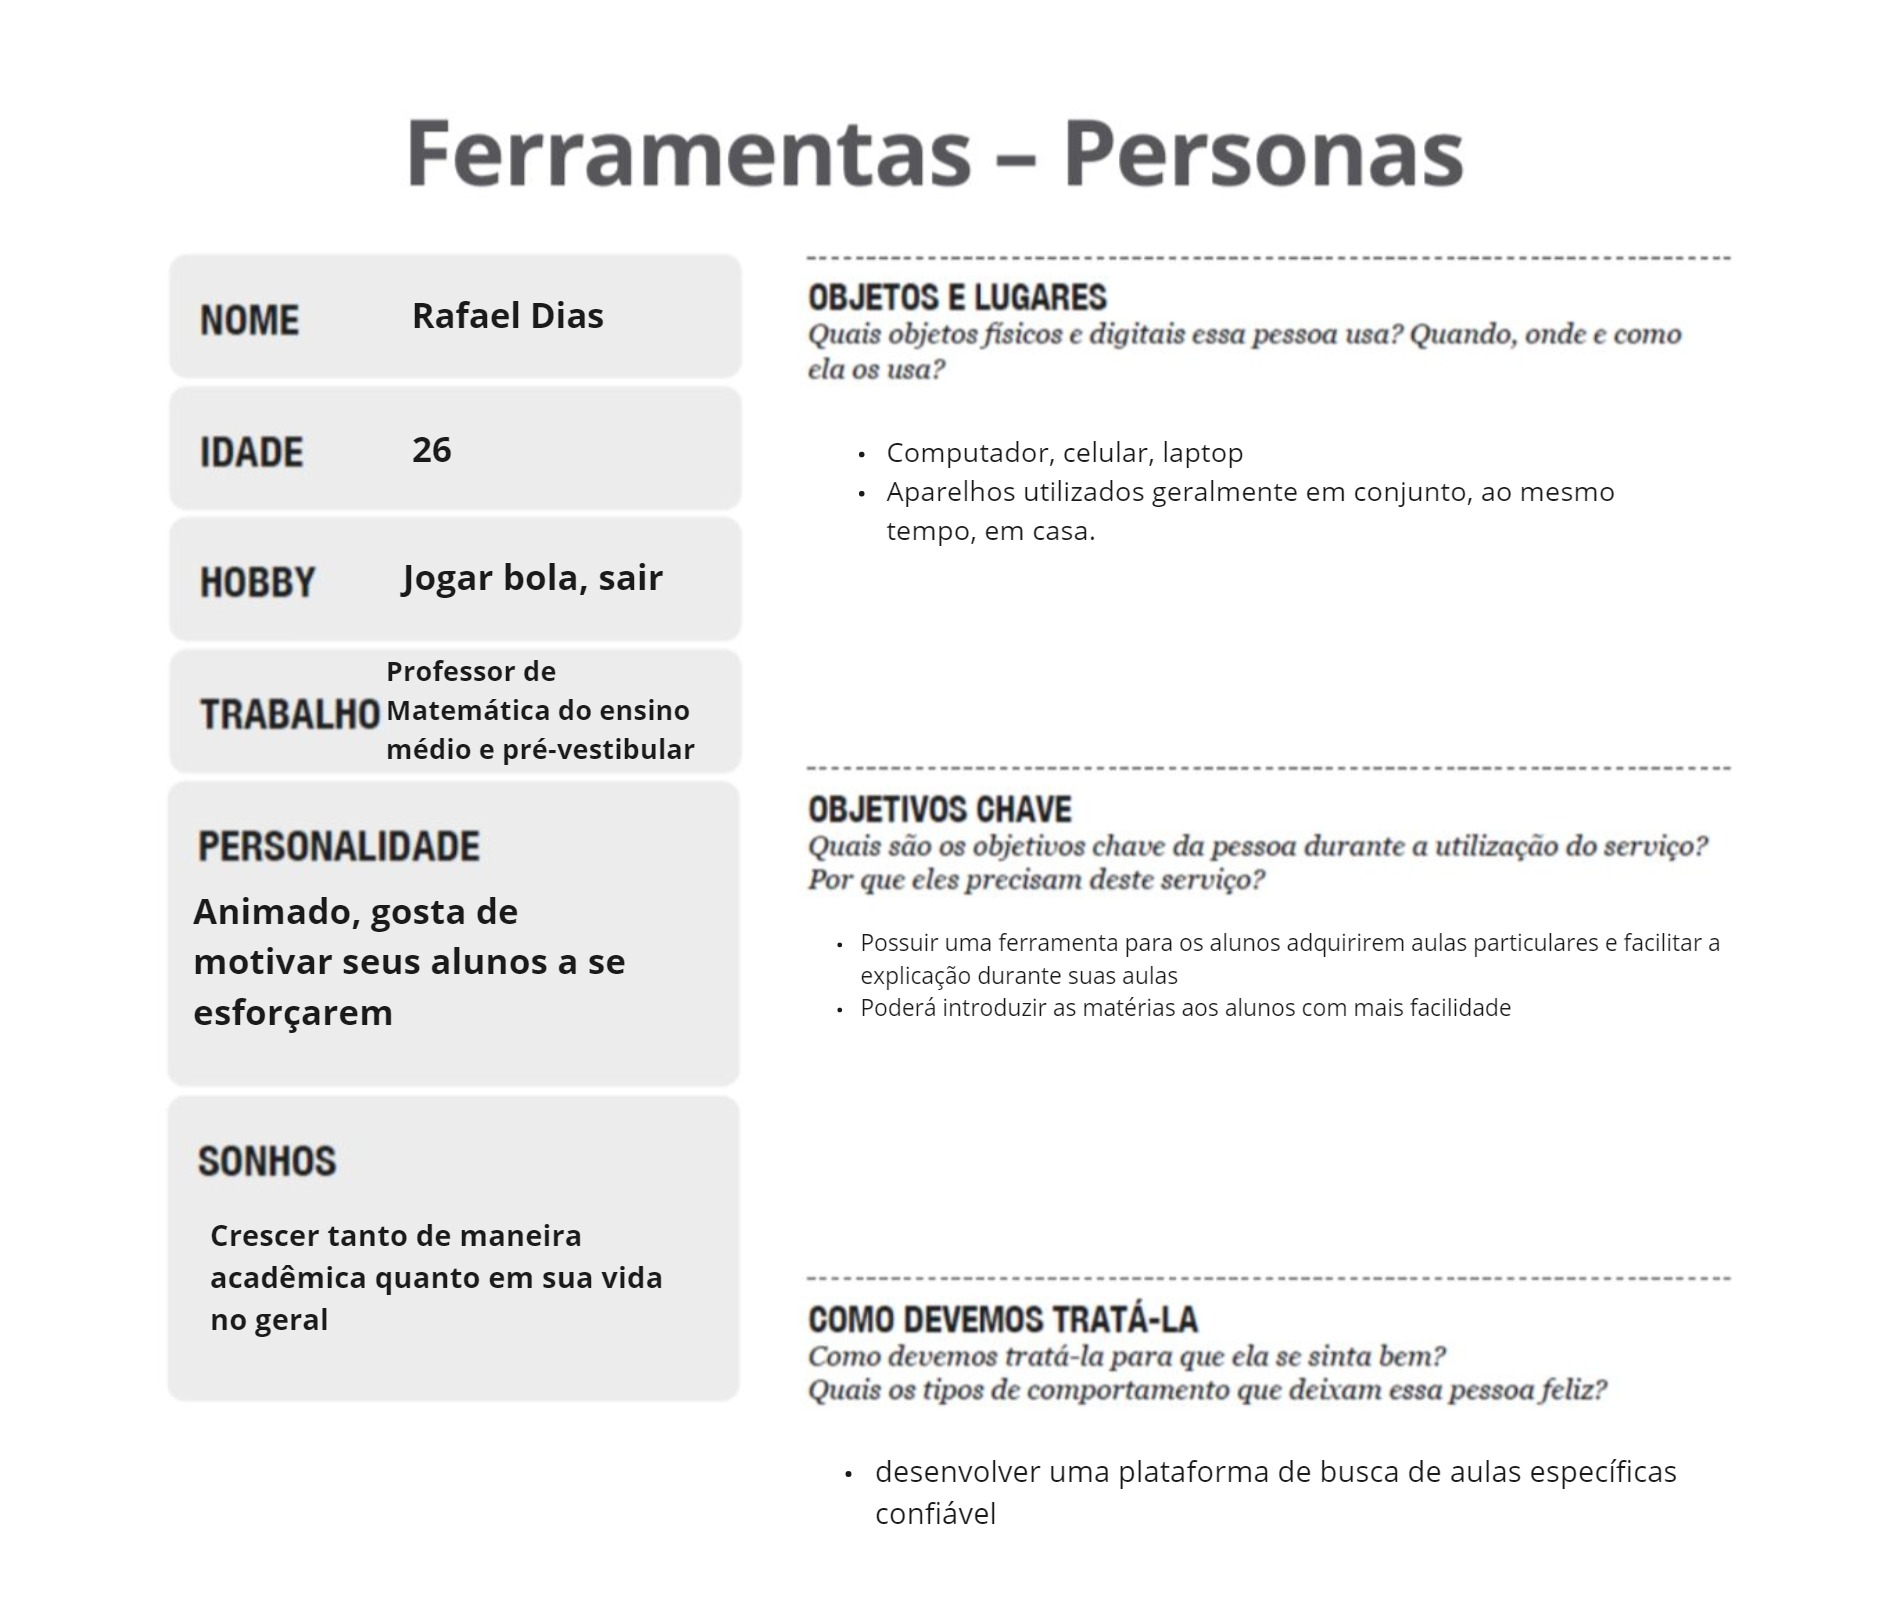 Ferramentas – Personas
NOME
Rafael Dias
IDADE
26
HOBBY
Jogar bola, sair
TRABALHO
Professor de
Matemática do ensino
médio e pré-vestibular
PERSONALIDADE
Animado, gosta de
motivar seus alunos a se
esforçarem
SONHOS
Crescer tanto de maneira
acadêmica quanto em sua vida
no geral
OBJETOS E LUGARES
Quais objetos físicos e digitais essa pessoa usa? Quando, onde e como
ela os usa?
• Computador, celular, laptop
• Aparelhos utilizados geralmente em conjunto, ao mesmo
tempo, em casa.
OBJETIVOS CHAVE
Quais são os objetivos chave da pessoa durante a utilização do serviço?
Por que eles precisam deste serviço?
• Possuir uma ferramenta para os alunos adquirirem aulas particulares e facilitar a
explicação durante suas aulas
• Poderá introduzir as matérias aos alunos com mais facilidade
COMO DEVEMOS TRATÁ-LA
Como devemos tratá-la para que ela se sinta bem?
Quais os tipos de comportamento que deixam essa pessoa feliz?
• desenvolver uma plataforma de busca de aulas específicas
confiável